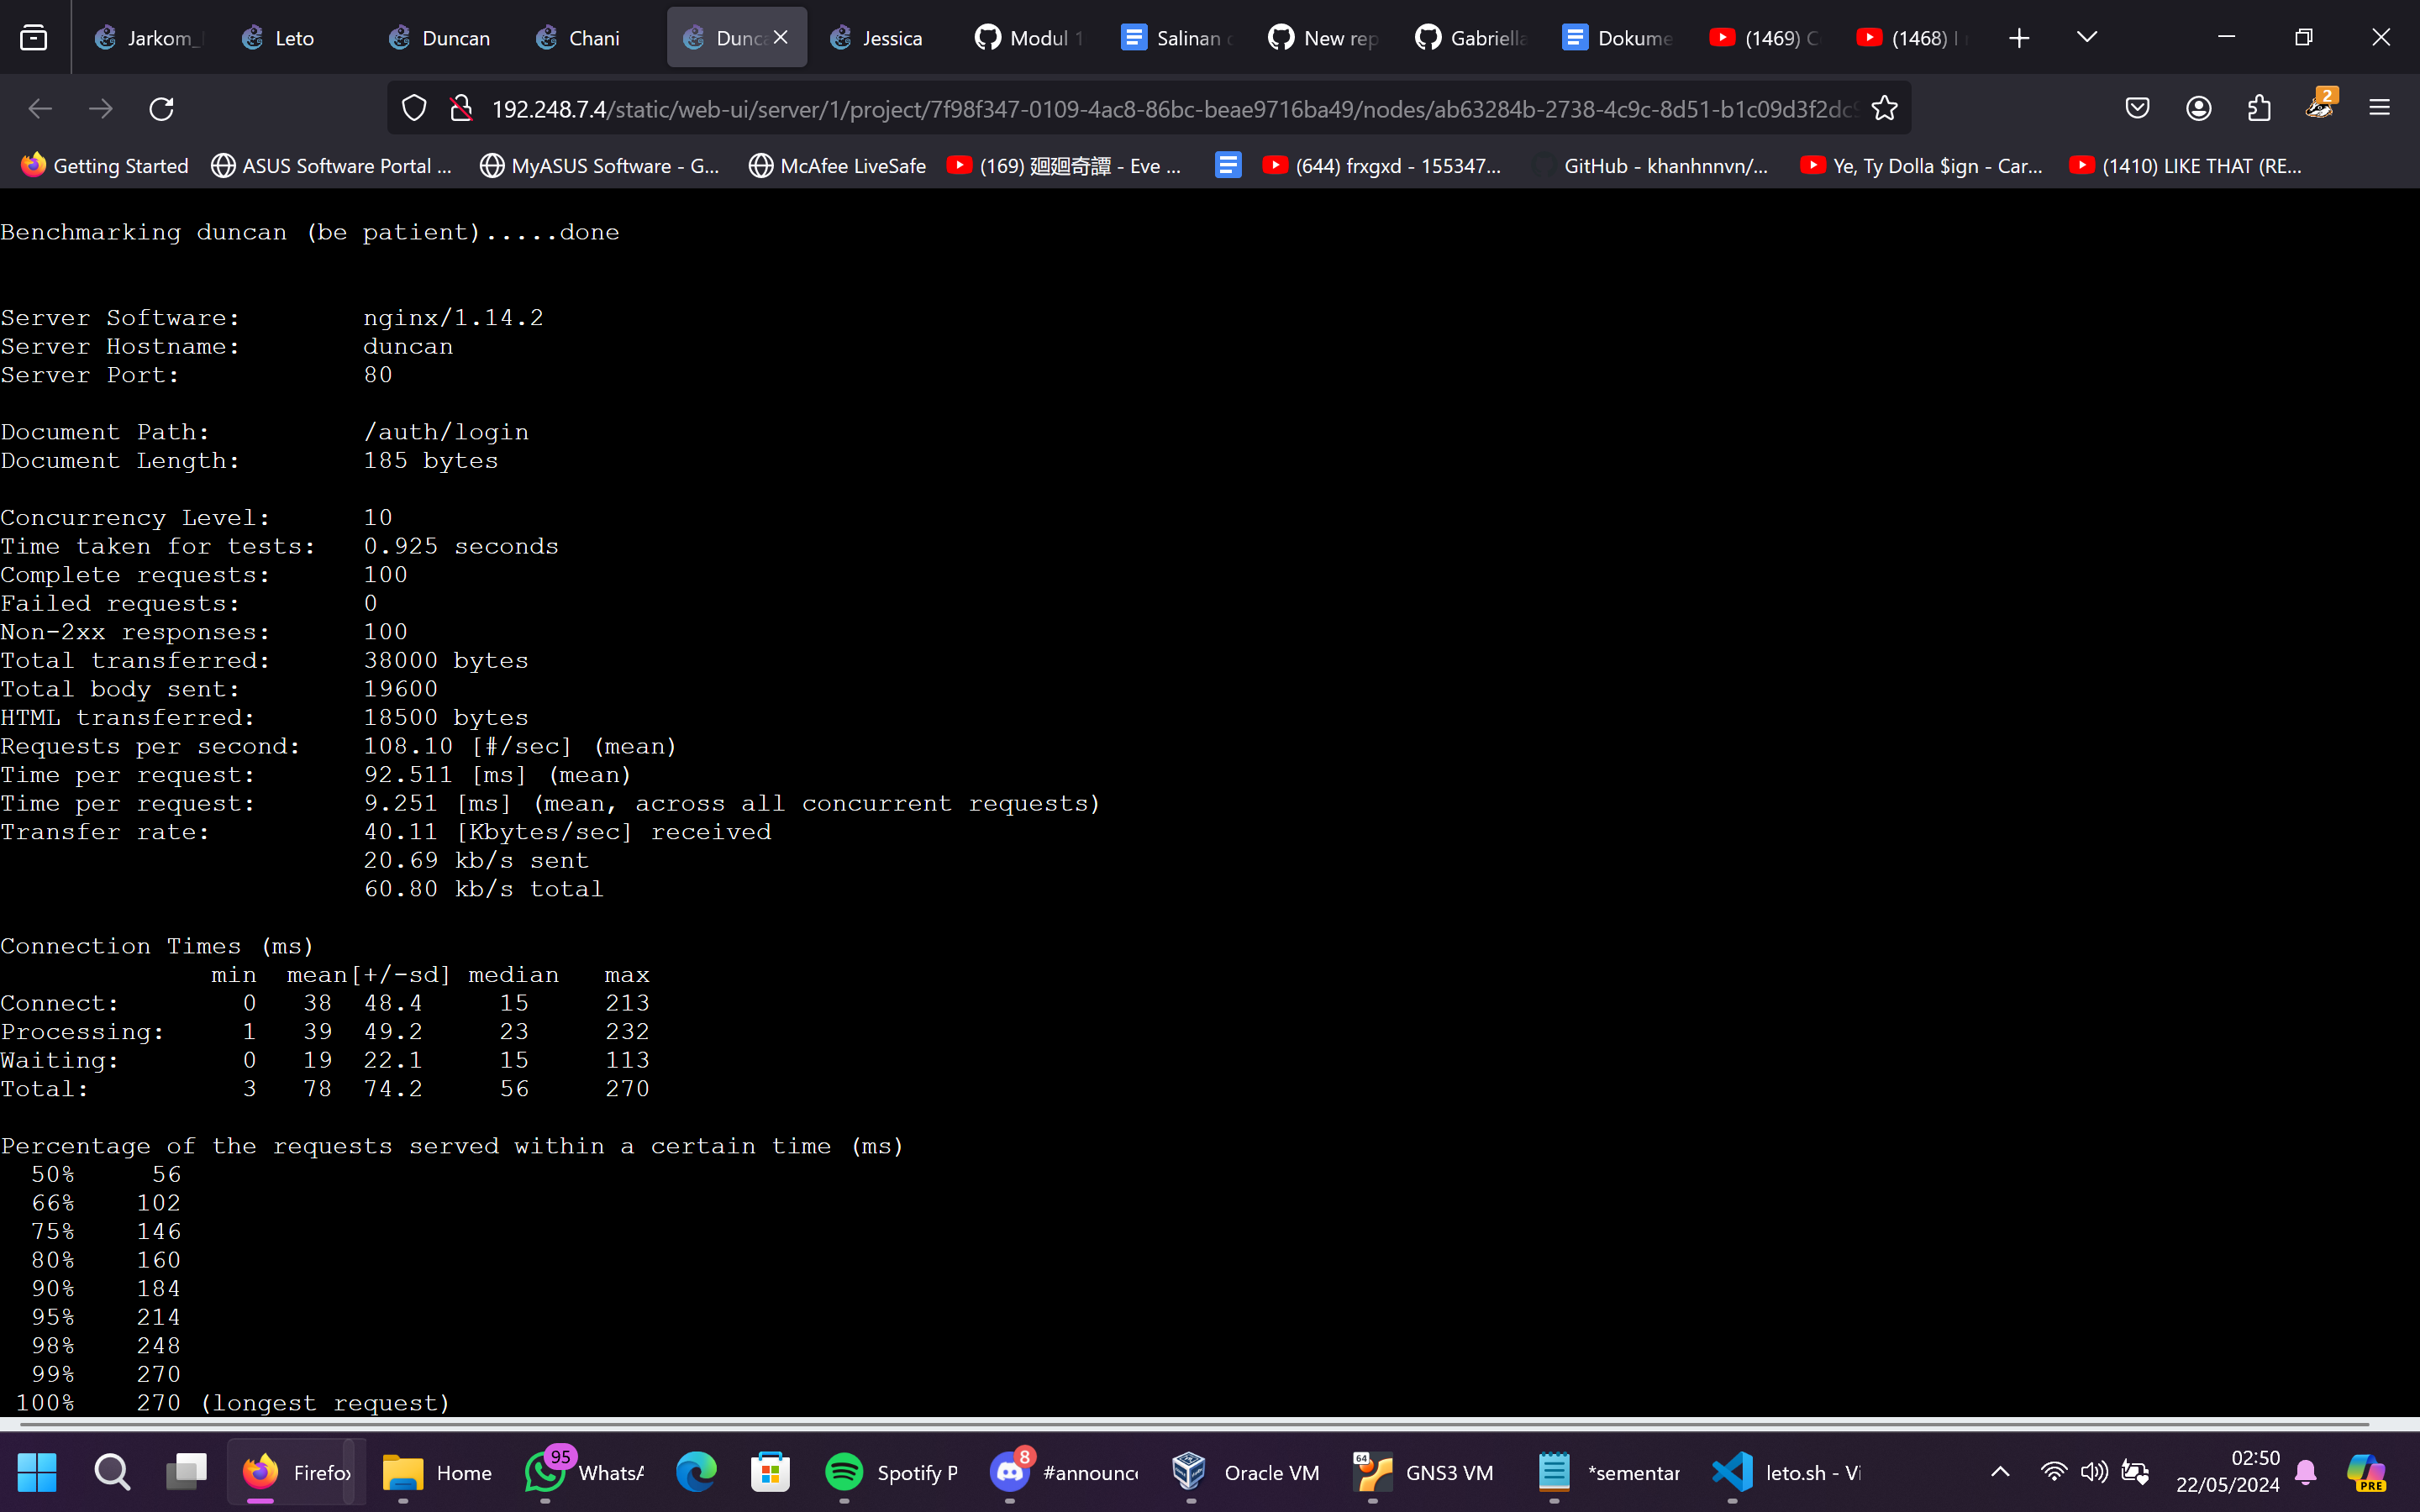 Jarkom_
Leto
Duncan
Chani
Dunca
Jessica
Modul 1
Salinan
New rep
Gabriella
Dokume
(1469) C
(1468) I
192.248.7.4/static/web-ui/server/1/project/7f98f347-0109-4ac8-86bc-beae9716ba49/nodes/ab63284b-2738-4c9c-8d51-b1c09d3f2dc
2
Getting Started
ASUS Software Portal ...
MyASUS Software - G...
McAfee LiveSafe
(169) 廻廻奇譚 - Eve ...
(644) frxgxd - 155347...
GitHub - khanhnnvn/...
Ye, Ty Dolla $ign - Car...
(1410) LIKE THAT (RE...
Benchmarking duncan (be patient).....done
Server Software: nginx/1.14.2
Server Hostname: duncan
Server Port: 80
Document Path: /auth/login
Document Length: 185 bytes
Concurrency Level: 10
Time taken for tests: 0.925 seconds
Complete requests: 100
Failed requests: 0
Non-2xx responses: 100
Total transferred: 38000 bytes
Total body sent: 19600
HTML transferred: 18500 bytes
Requests per second: 108.10 [#/sec] (mean)
Time per request: 92.511 [ms] (mean)
Time per request: 9.251 [ms] (mean, across all concurrent requests)
Transfer rate: 40.11 [Kbytes/sec] received
20.69 kb/s sent
60.80 kb/s total
Connection Times (ms)
min mean[+/-sd] median max
Connect: 0 38 48.4 15 213
Processing: 1 39 49.2 23 232
Waiting: 0 19 22.1 15 113
Total: 3 78 74.2 56 270
Percentage of the requests served within a certain time (ms)
50% 56
66% 102
75% 146
80% 160
90% 184
95% 214
98% 248
99% 270
100% 270 (longest request)
Firefox
Home
95
WhatsA
Spotify P
8
#announc
Oracle VM
64
GNS3 VM
*sementar
leto.sh - Vi
02:50
22/05/2024
PRE